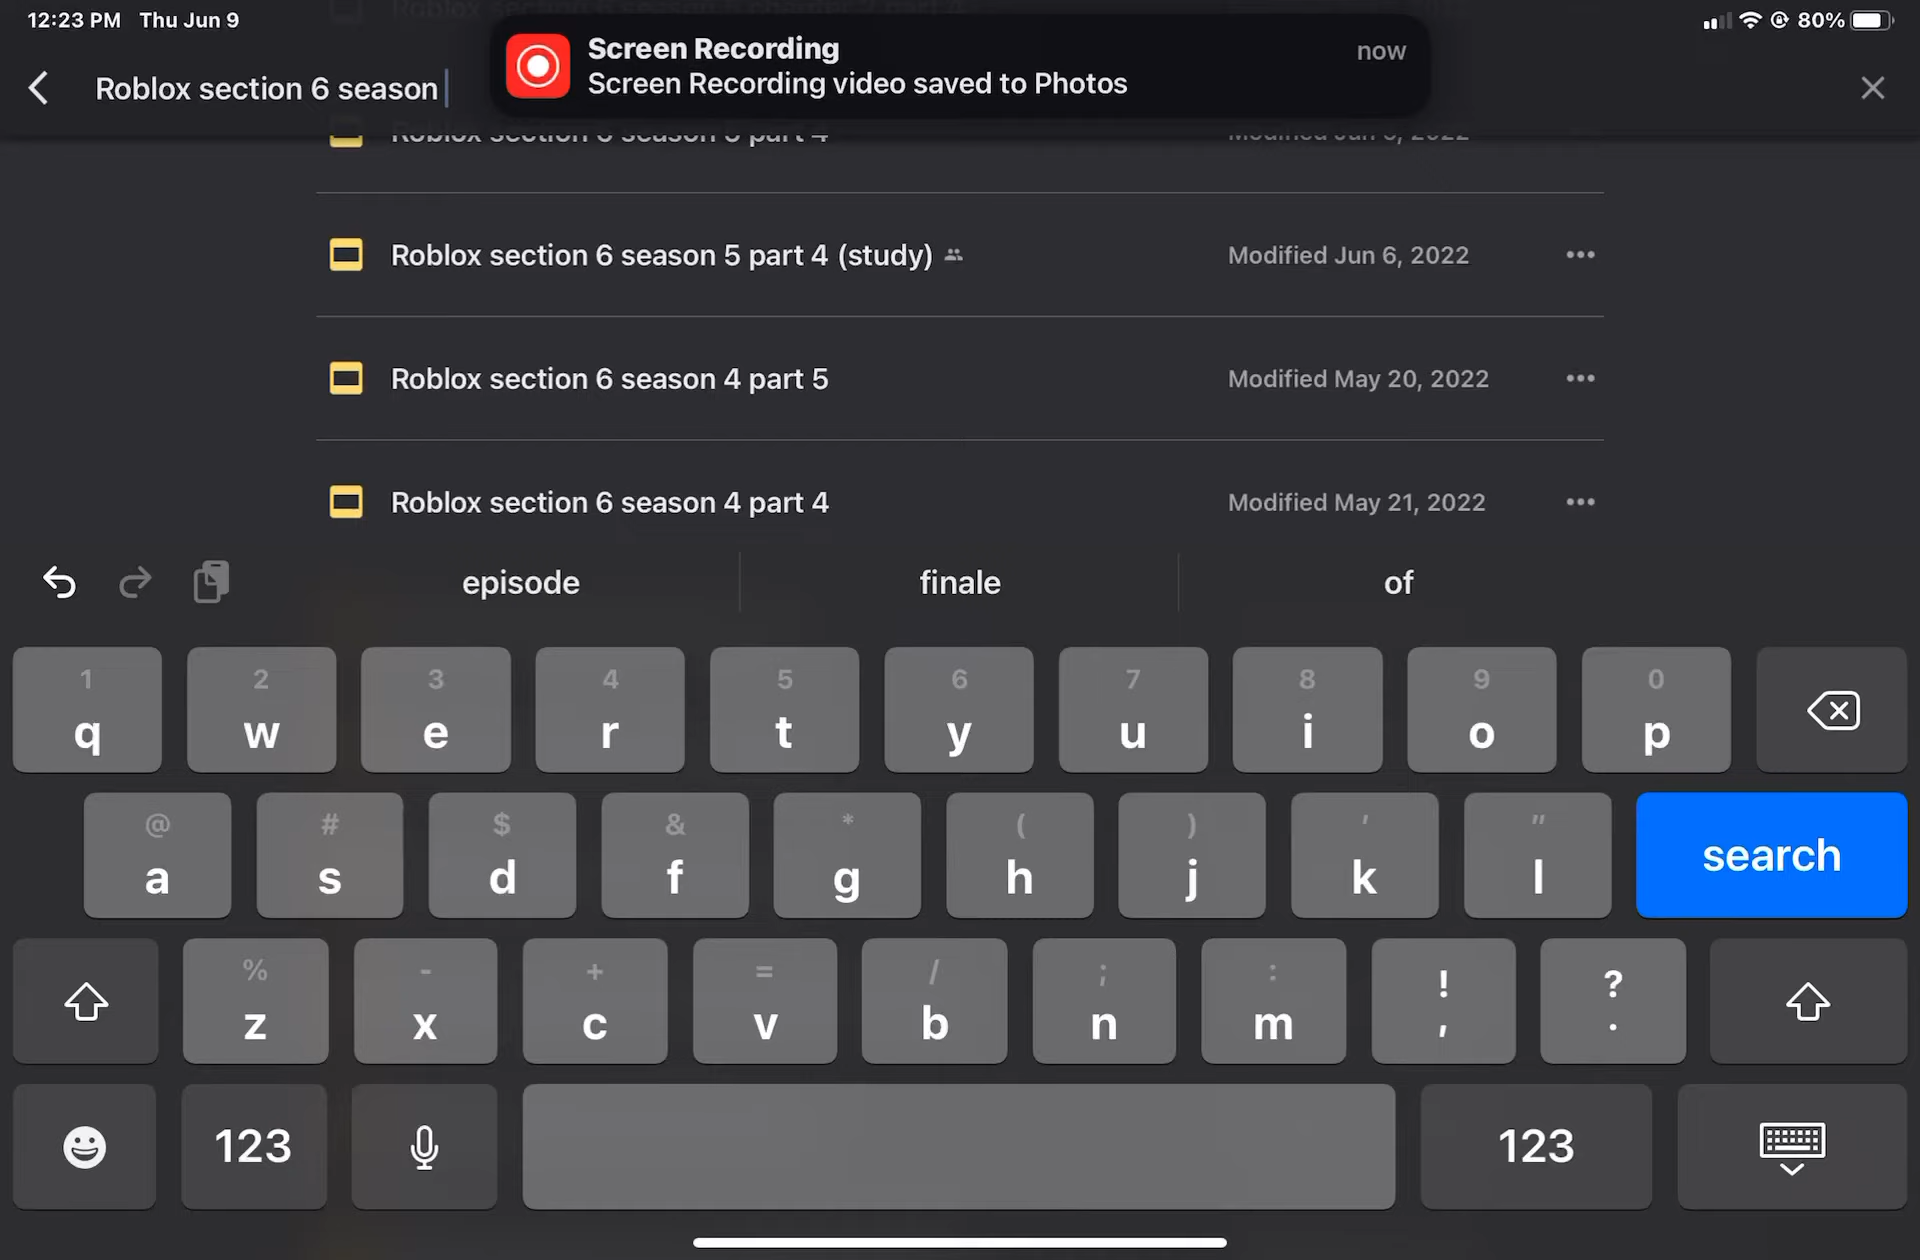 12:23 PM Thu Jun 9
80%
Screen Recording
now
Screen Recording video saved to Photos
Roblox section 6 season
Roblox section 6 season 5 part 4 (study)
Modified Jun 6, 2022
Roblox section 6 season 4 part 5
Modified May 20, 2022
Roblox section 6 season 4 part 4
Modified May 21, 2022
episode
finale
of
1 2 3 4 5 6 7 8 9 0
q w e r t y u i o p
@ # $ & * ( ) ' "
a s d f g h j k l
search
% - + = / ; : ! ?
z x c v b n m , .
123
123